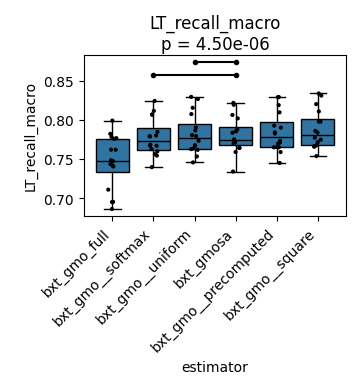 LT_recall_macro
p = 4.50e-06
LT_recall_macro
0.85
0.80
0.75
0.70
bxt_gmo_full
bxt_gmo__softmax
bxt_gmo__uniform
bxt_gmosa
bxt_gmo__precomputed
bxt_gmo__square
estimator